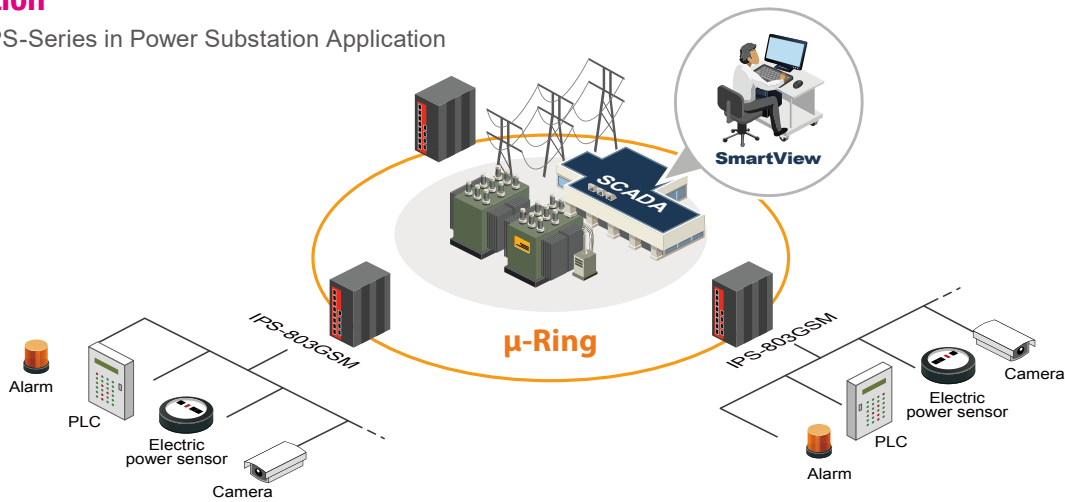 PS-Series in Power Substation Application
SmartView
SCADA
µ-Ring
IPS-803GSM
Alarm
PLC
Electric
power sensor
Camera
IPS-803GSM
Camera
Electric
power sensor
PLC
Alarm